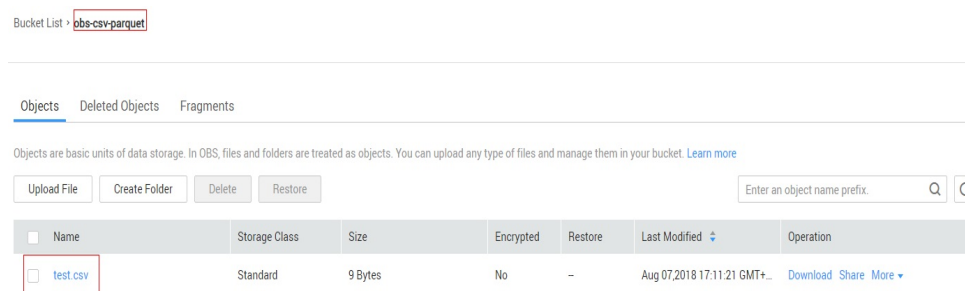 Bucket List > obs-csv-parquet
Objects Deleted Objects Fragments
Objects are basic units of data storage. In OBS, files and folders are treated as objects. You can upload any type of files and manage them in your bucket. Learn more
Upload File Create Folder Delete Restore Enter an object name prefix.
Name Storage Class Size Encrypted Restore Last Modified Operation
test.csv Standard 9 Bytes No -- Aug 07,2018 17:11:21 GMT+... Download Share More